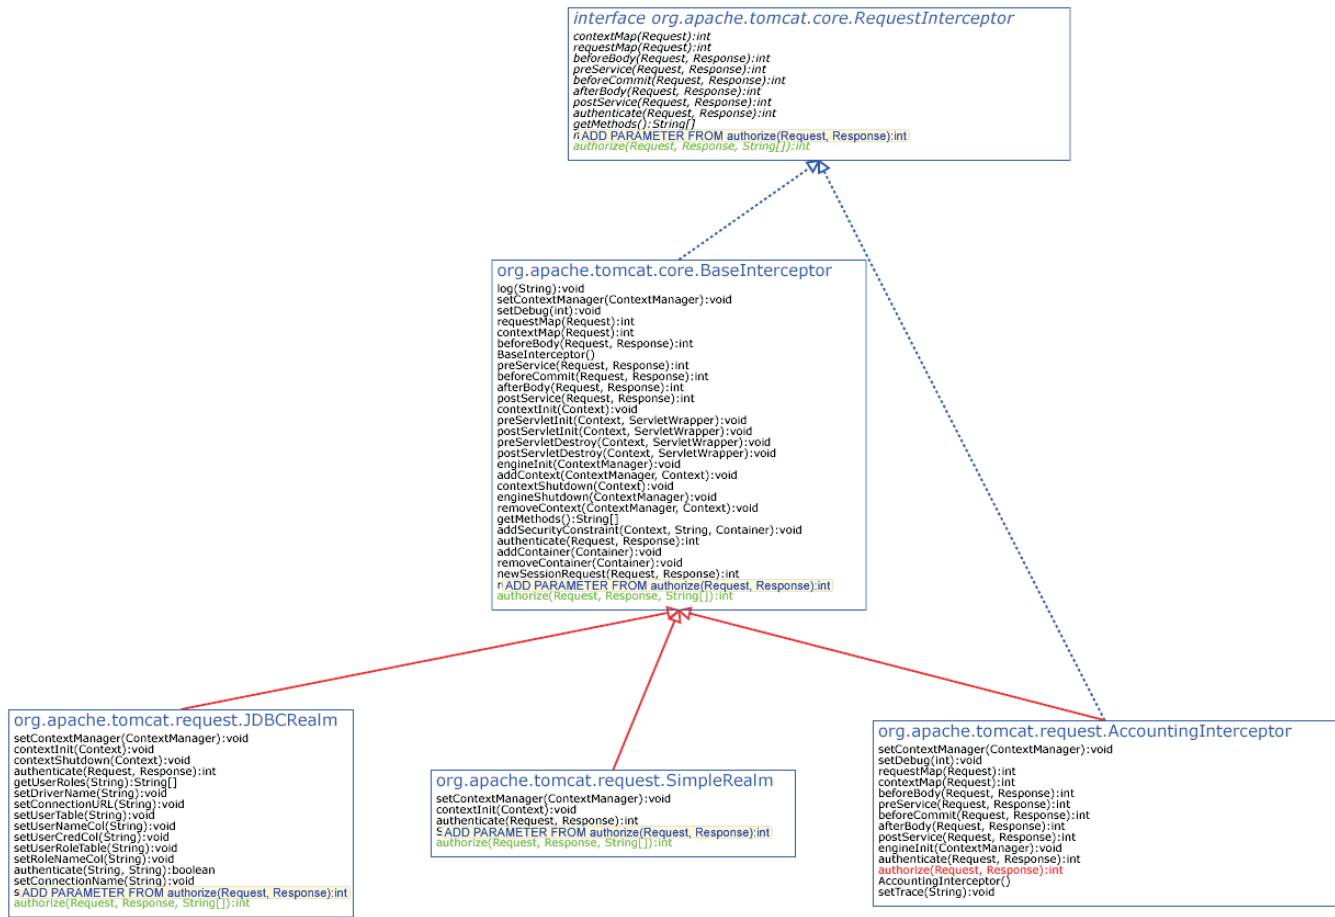 interface org.apache.tomcat.core.RequestInterceptor
contextMap(Request):int
requestMap(Request):int
beforeBody(Request, Response):int
preService(Request, Response):int
beforeCommit(Request, Response):int
afterBody(Request, Response):int
postService(Request, Response):int
authenticate(Request, Response):int
getMethods():String[]
ADD PARAMETER FROM authorize(Request, Response):int
authorize(Request, Response, String[]):int
org.apache.tomcat.core.BaseInterceptor
log(String):void
setContextManager(ContextManager):void
setDebug(int):void
requestMap(Request):int
contextMap(Request):int
beforeBody(Request, Response):int
BaseInterceptor()
preService(Request, Response):int
beforeCommit(Request, Response):int
afterBody(Request, Response):int
postService(Request, Response):int
contextInit(Context):void
preServletInit(Context, ServletWrapper):void
postServletInit(Context, ServletWrapper):void
preServletDestroy(Context, ServletWrapper):void
postServletDestroy(Context, ServletWrapper):void
engineInit(ContextManager):void
addContext(ContextManager, Context):void
contextShutdown(Context):void
engineShutdown(ContextManager):void
removeContext(ContextManager, Context):void
getMethods():String[]
addSecurityConstraint(Context, String, Container):void
authenticate(Request, Response):int
addContainer(Container):void
removeContainer(Container):void
newSessionRequest(Request, Response):int
ADD PARAMETER FROM authorize(Request, Response):int
authorize(Request, Response, String[]):int
org.apache.tomcat.request.JDBCRealm
setContextManager(ContextManager):void
contextInit(Context):void
contextShutdown(Context):void
authenticate(Request, Response):int
getUserRoles(String):String[]
setDriverName(String):void
setConnectionURL(String):void
setUserTable(String):void
setUserNameCol(String):void
setUserCredCol(String):void
setUserRoleTable(String):void
setRoleNameCol(String):void
authenticate(String, String):boolean
setConnectionName(String):void
ADD PARAMETER FROM authorize(Request, Response):int
authorize(Request, Response, String[]):int
org.apache.tomcat.request.SimpleRealm
setContextManager(ContextManager):void
contextInit(Context):void
authenticate(Request, Response):int
ADD PARAMETER FROM authorize(Request, Response):int
authorize(Request, Response, String[]):int
org.apache.tomcat.request.AccountingInterceptor
setContextManager(ContextManager):void
setDebug(int):void
requestMap(Request):int
contextMap(Request):int
beforeBody(Request, Response):int
preService(Request, Response):int
beforeCommit(Request, Response):int
afterBody(Request, Response):int
postService(Request, Response):int
engineInit(ContextManager):void
authenticate(Request, Response):int
authorize(Request, Response):int
AccountingInterceptor()
setTrace(String):void